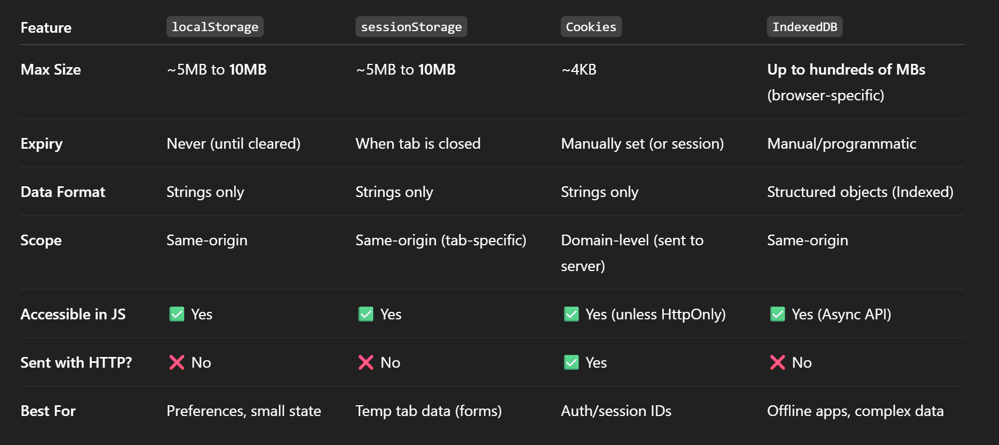 Feature localStorage sessionStorage Cookies IndexedDB
Max Size ~5MB to 10MB ~5MB to 10MB ~4KB Up to hundreds of MBs
(browser-specific)
Expiry Never (until cleared) When tab is closed Manually set (or session) Manual/programmatic
Data Format Strings only Strings only Strings only Structured objects (Indexed)
Scope Same-origin Same-origin (tab-specific) Domain-level (sent to Same-origin
server)
Accessible in JS ✅ Yes ✅ Yes ✅ Yes (unless HttpOnly) ✅ Yes (Async API)
Sent with HTTP? ❌ No ❌ No ✅ Yes ❌ No
Best For Preferences, small state Temp tab data (forms) Auth/session IDs Offline apps, complex data